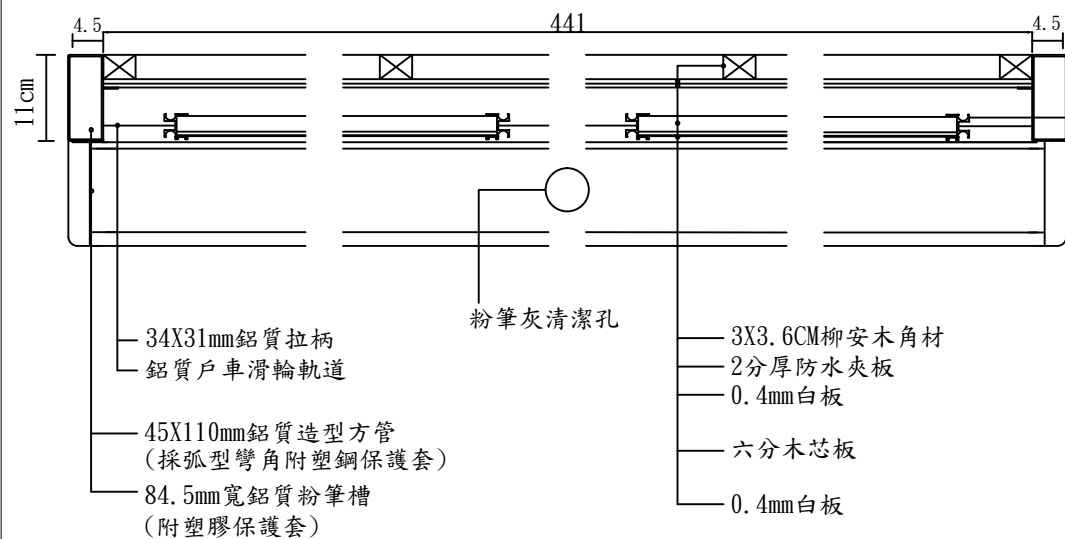 4.5
441
4.5
11cm
粉筆灰清潔孔
34X31mm鋁質拉柄
鋁質戶車滑輪軌道
45X110mm鋁質造型方管
(採弧型彎角附塑鋼保護套)
84.5mm寬鋁質粉筆槽
(附塑膠保護套)
3X3.6CM柳安木角材
2分厚防水夾板
0.4mm白板
六分木芯板
0.4mm白板